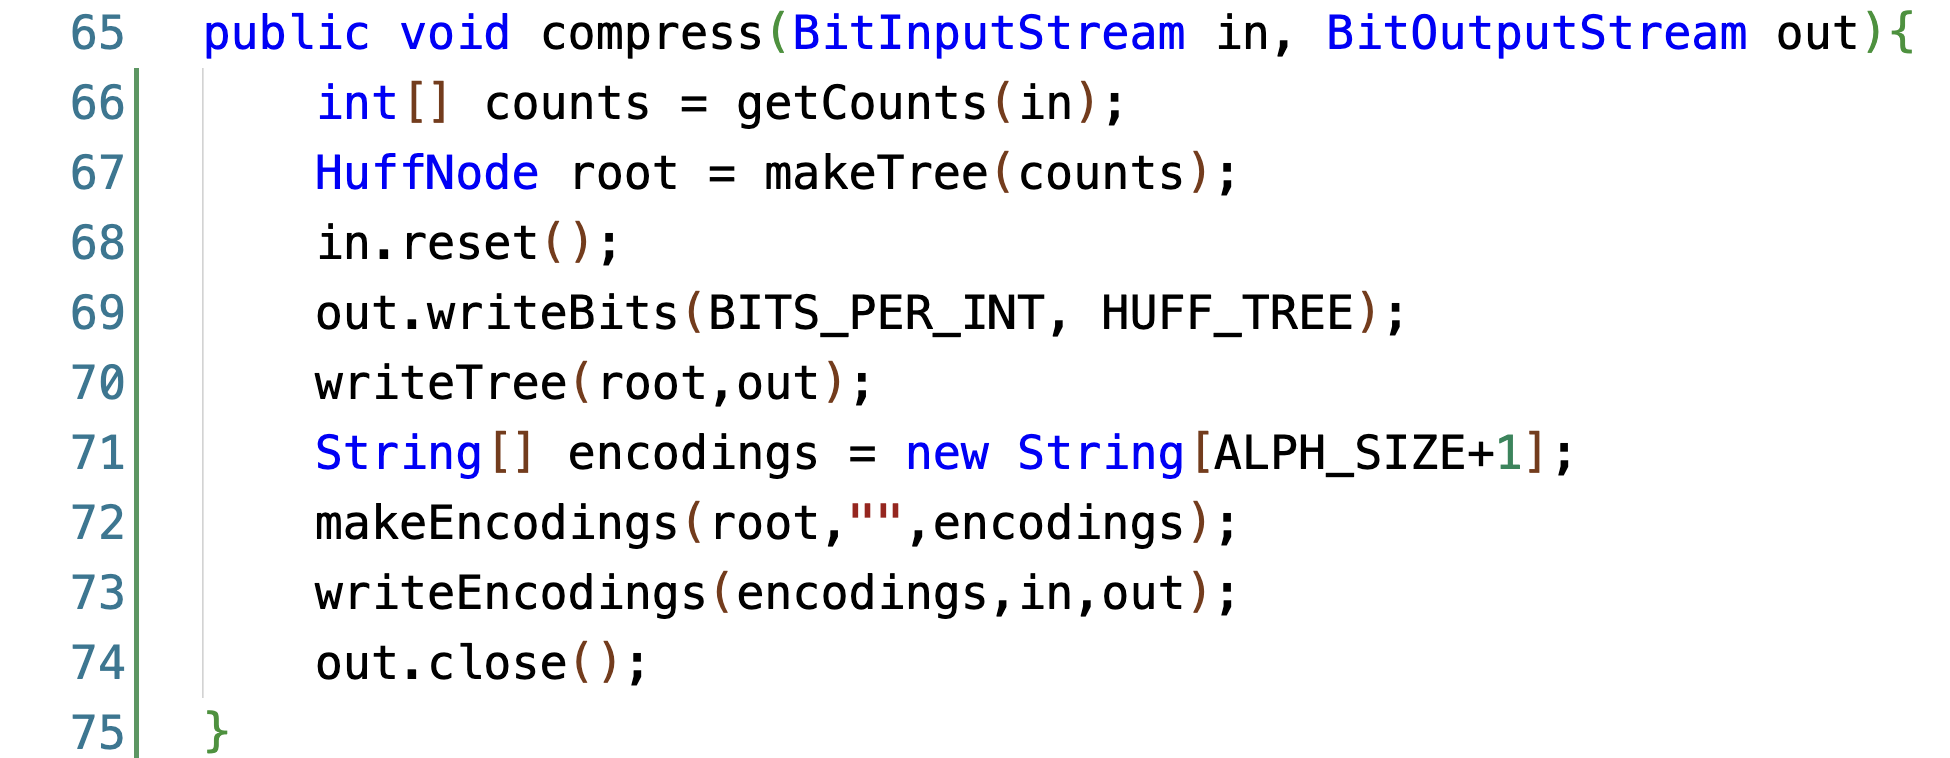 65 public void compress(BitInputStream in, BitOutputStream out){
66 int[] counts = getCounts(in);
67 HuffNode root = makeTree(counts);
68 in.reset();
69 out.writeBits(BITS_PER_INT, HUFF_TREE);
70 writeTree(root,out);
71 String[] encodings = new String[ALPH_SIZE+1];
72 makeEncodings(root,"",encodings);
73 writeEncodings(encodings,in,out);
74 out.close();
75 }